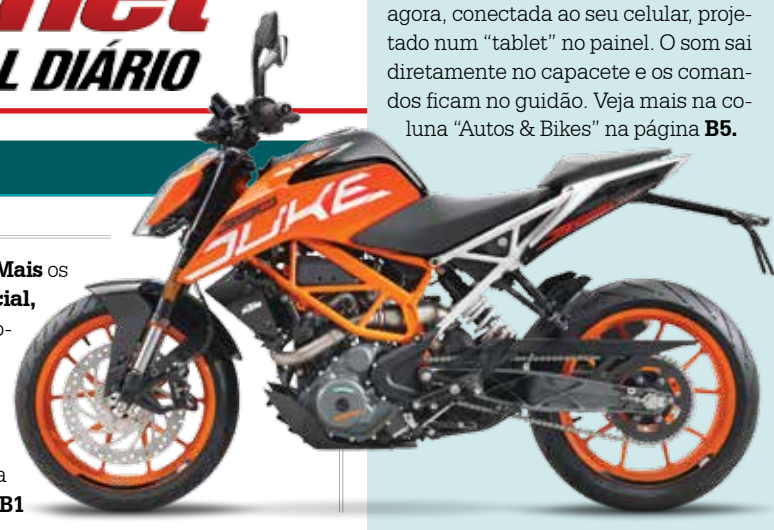 L DIÁRIO
agora, conectada ao seu celular, proje-
tado num “tablet” no painel. O som sai
diretamente no capacete e os coman-
dos ficam no guidão. Veja mais na co-
luna “Autos & Bikes” na página B5.
Mais os
cial,
o-
a
B1
DUKE
KTM